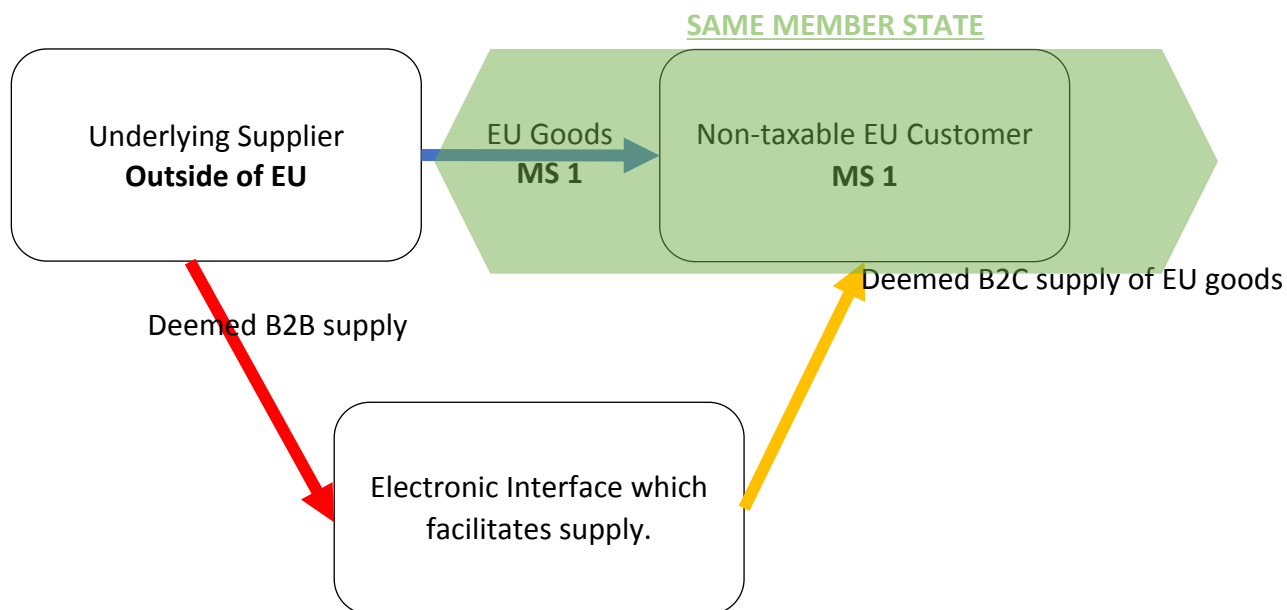 SAME MEMBER STATE
Underlying Supplier
Outside of EU
EU Goods
MS 1
Non-taxable EU Customer
MS 1
Deemed B2C supply of EU goods
Deemed B2B supply
Electronic Interface which
facilitates supply.